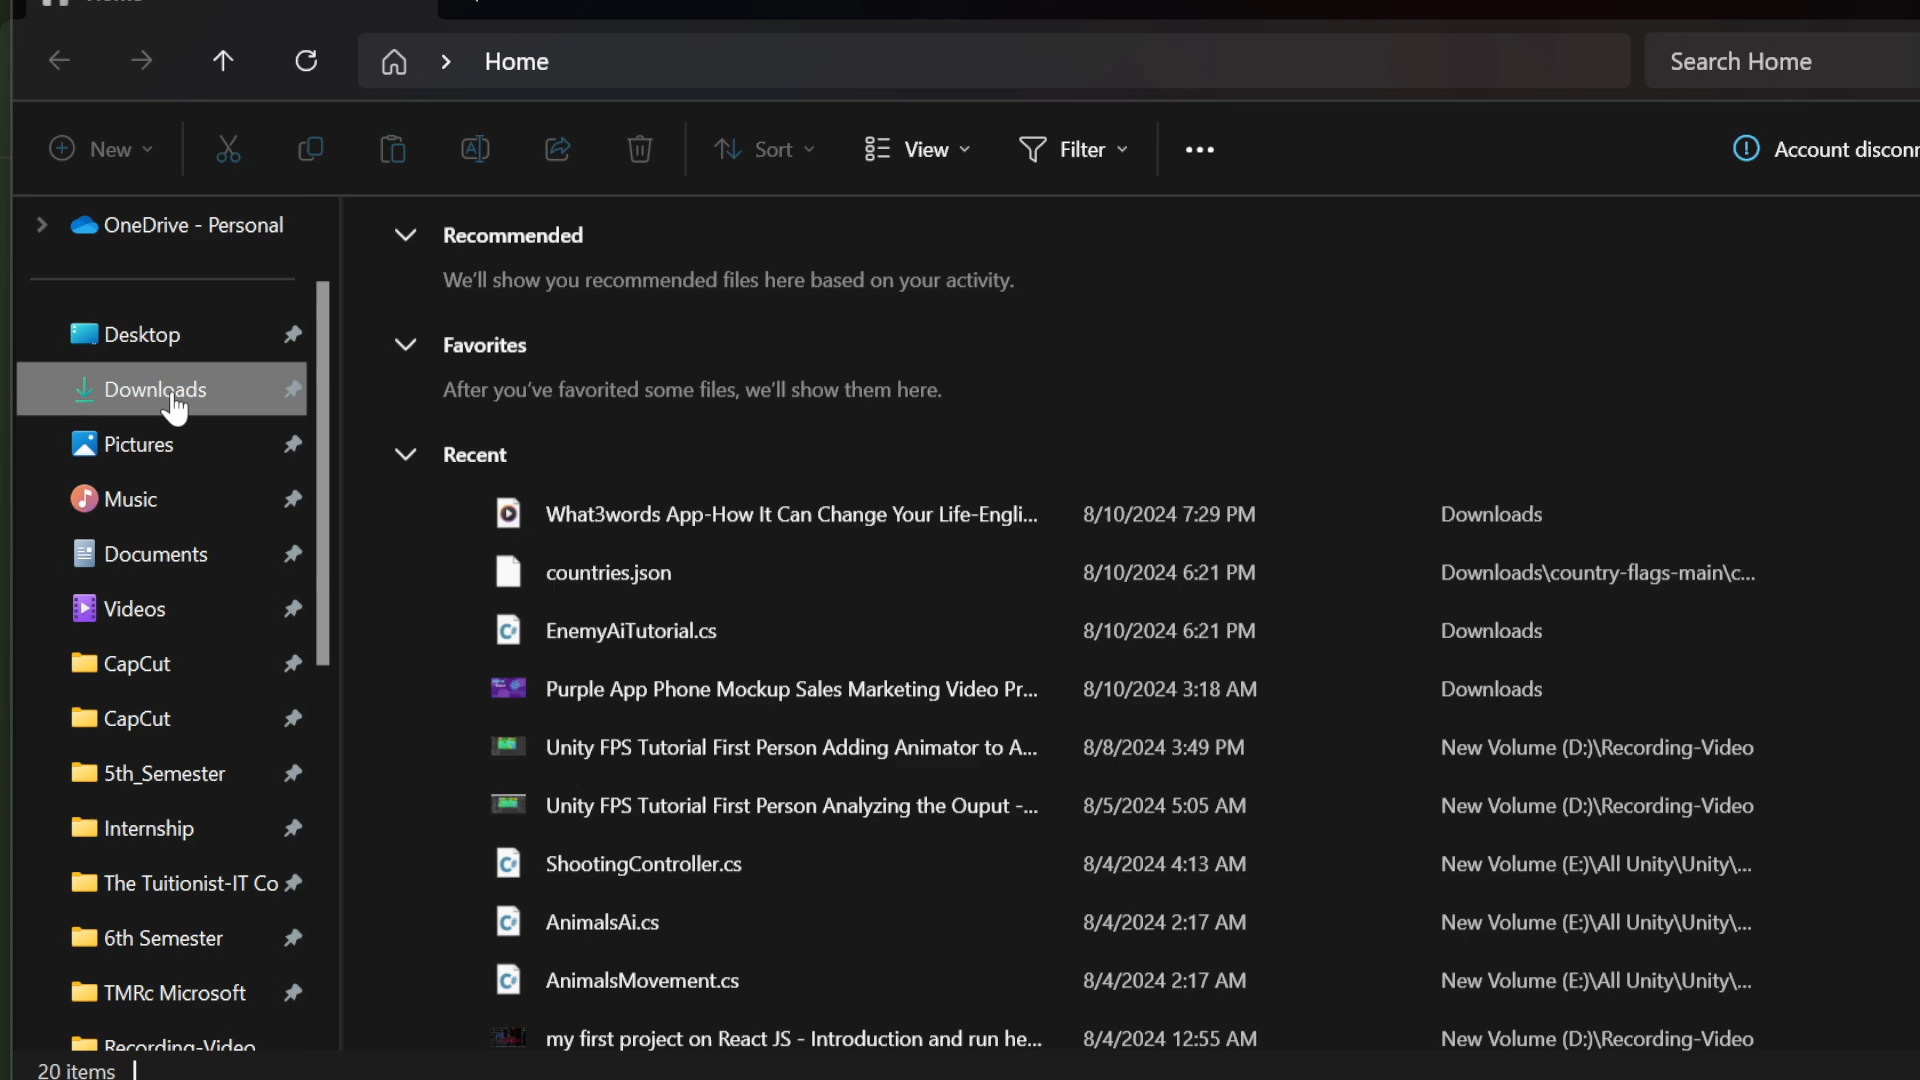 Home
Search Home
New
Sort
View
Filter
Account disconn
OneDrive - Personal
Desktop
Downloads
Pictures
Music
Documents
Videos
CapCut
CapCut
5th_Semester
Internship
The Tuitionist-IT Co
6th Semester
TMRc Microsoft
Recording-Video
Recommended
We'll show you recommended files here based on your activity.
Favorites
After you've favorited some files, we'll show them here.
Recent
What3words App-How It Can Change Your Life-Engli... 8/10/2024 7:29 PM Downloads
countries.json 8/10/2024 6:21 PM Downloads\country-flags-main\c...
EnemyAiTutorial.cs 8/10/2024 6:21 PM Downloads
Purple App Phone Mockup Sales Marketing Video Pr... 8/10/2024 3:18 AM Downloads
Unity FPS Tutorial First Person Adding Animator to A... 8/8/2024 3:49 PM New Volume (D:)\Recording-Video
Unity FPS Tutorial First Person Analyzing the Ouput -... 8/5/2024 5:05 AM New Volume (D:)\Recording-Video
ShootingController.cs 8/4/2024 4:13 AM New Volume (E:)\All Unity\Unity\...
AnimalsAi.cs 8/4/2024 2:17 AM New Volume (E:)\All Unity\Unity\...
AnimalsMovement.cs 8/4/2024 2:17 AM New Volume (E:)\All Unity\Unity\...
my first project on React JS - Introduction and run he... 8/4/2024 12:55 AM New Volume (D:)\Recording-Video
20 items